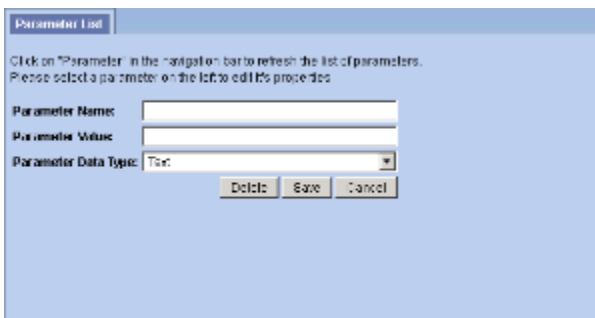 Parameter List
Click on "Parameter" in the navigation bar to refresh the list of parameters.
Please select a parameter on the left to edit it's properties
Parameter Name:
Parameter Value:
Parameter Data Type: Text
Delete Save Cancel